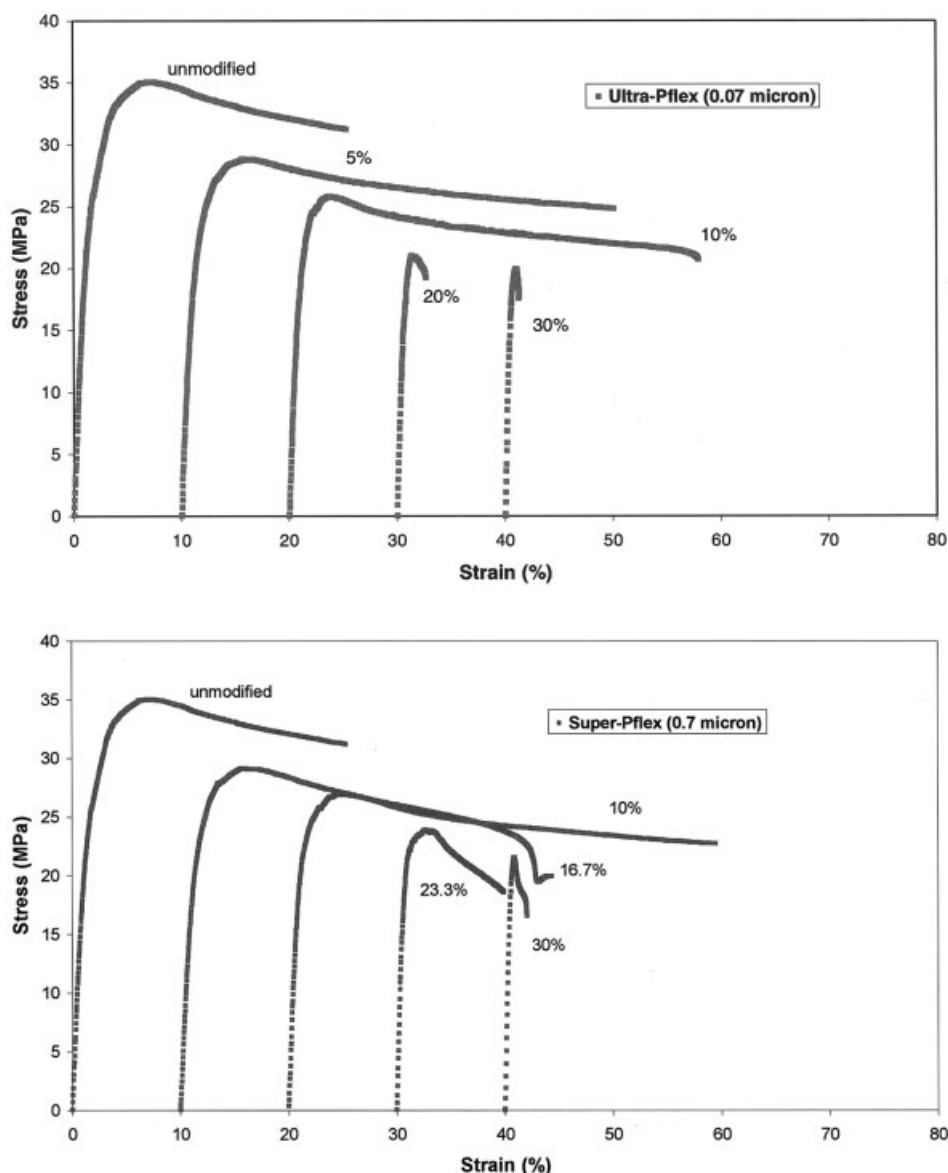 40
unmodified
35
▪ Ultra-Pflex (0.07 micron)
30
5%
25
10%
20
20%
30%
15
10
5
0
Stress (MPa)
0 10 20 30 40 50 60 70 80
Strain (%)
40
unmodified
35
▪ Super-Pflex (0.7 micron)
30
10%
25
20
16.7%
23.3%
15
30%
10
5
0
Stress (MPa)
0 10 20 30 40 50 60 70 80
Strain (%)